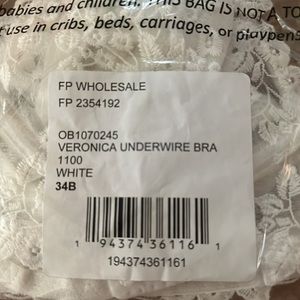 babies and children. THIS BAG IS NOT A TO
t use in cribs, beds, carriages, or playpens
FP WHOLESALE
FP 2354192
OB1070245
VERONICA UNDERWIRE BRA
1100
WHITE
34B
1 94374 36116 1
194374361161